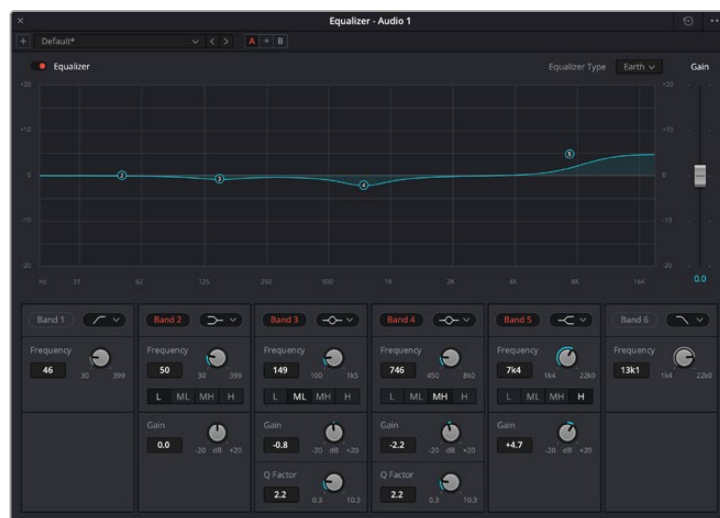 Equalizer - Audio 1
Default*
A B
Equalizer
Equalizer Type Earth Gain
+20 +20
+10 +10
0 0
-10 -10
-20 -20
Hz 31 62 125 250 500 1K 2K 4K 8K 16K
0.0
Band 1 Band 2 Band 3 Band 4 Band 5 Band 6
Frequency Frequency Frequency Frequency Frequency Frequency
46 50 149 746 7k4 13k1
30 399 30 399 100 1k5 450 8k0 1k4 22k0 1k4 22k0
L ML MH H L ML MH H L ML MH H L ML MH H
Gain Gain Gain Gain
0.0 -0.8 -2.2 +4.7
-20 dB +20 -20 dB +20 -20 dB +20 -20 dB +20
Q Factor Q Factor
2.2 2.2
0.3 10.3 0.3 10.3
2 3 4 5